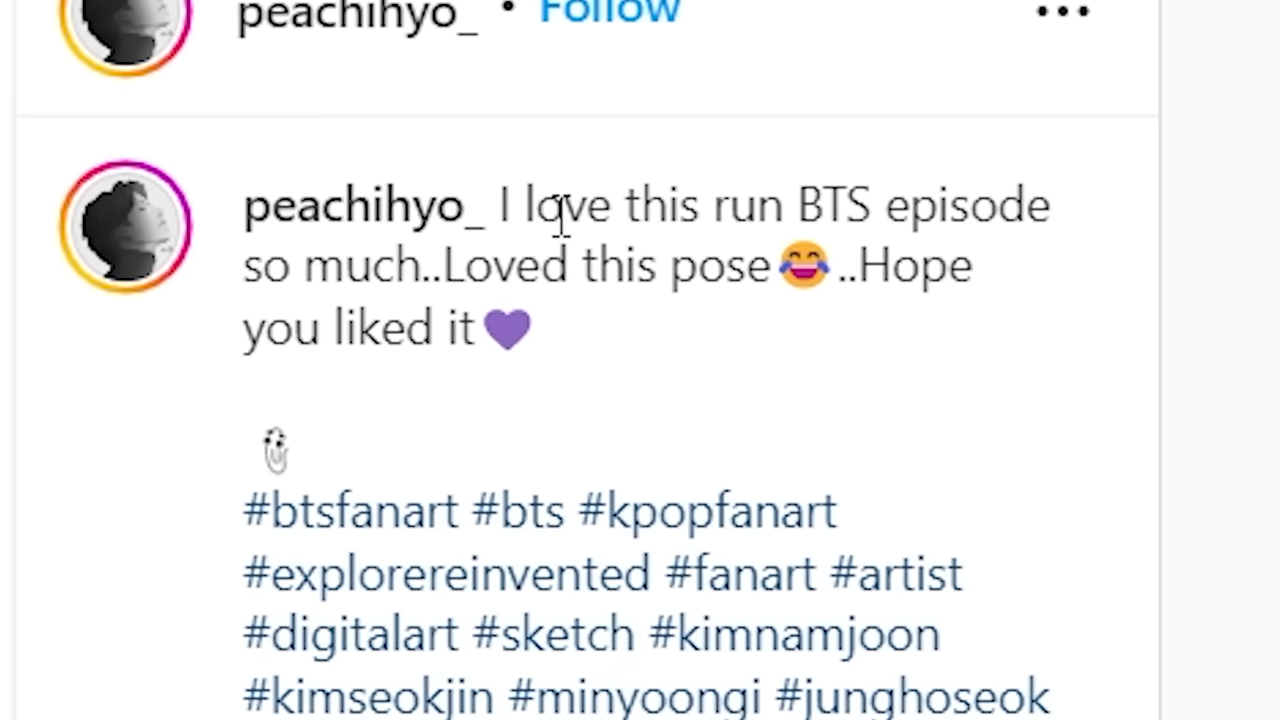 peachihyo_ • Follow •••
peachihyo_ I love this run BTS episode
so much..Loved this pose😂..Hope
you liked it💜
#btsfanart #bts #kpopfanart
#explorereinvented #fanart #artist
#digitalart #sketch #kimnamjoon
#kimseokjin #minyoongi #junghoseok